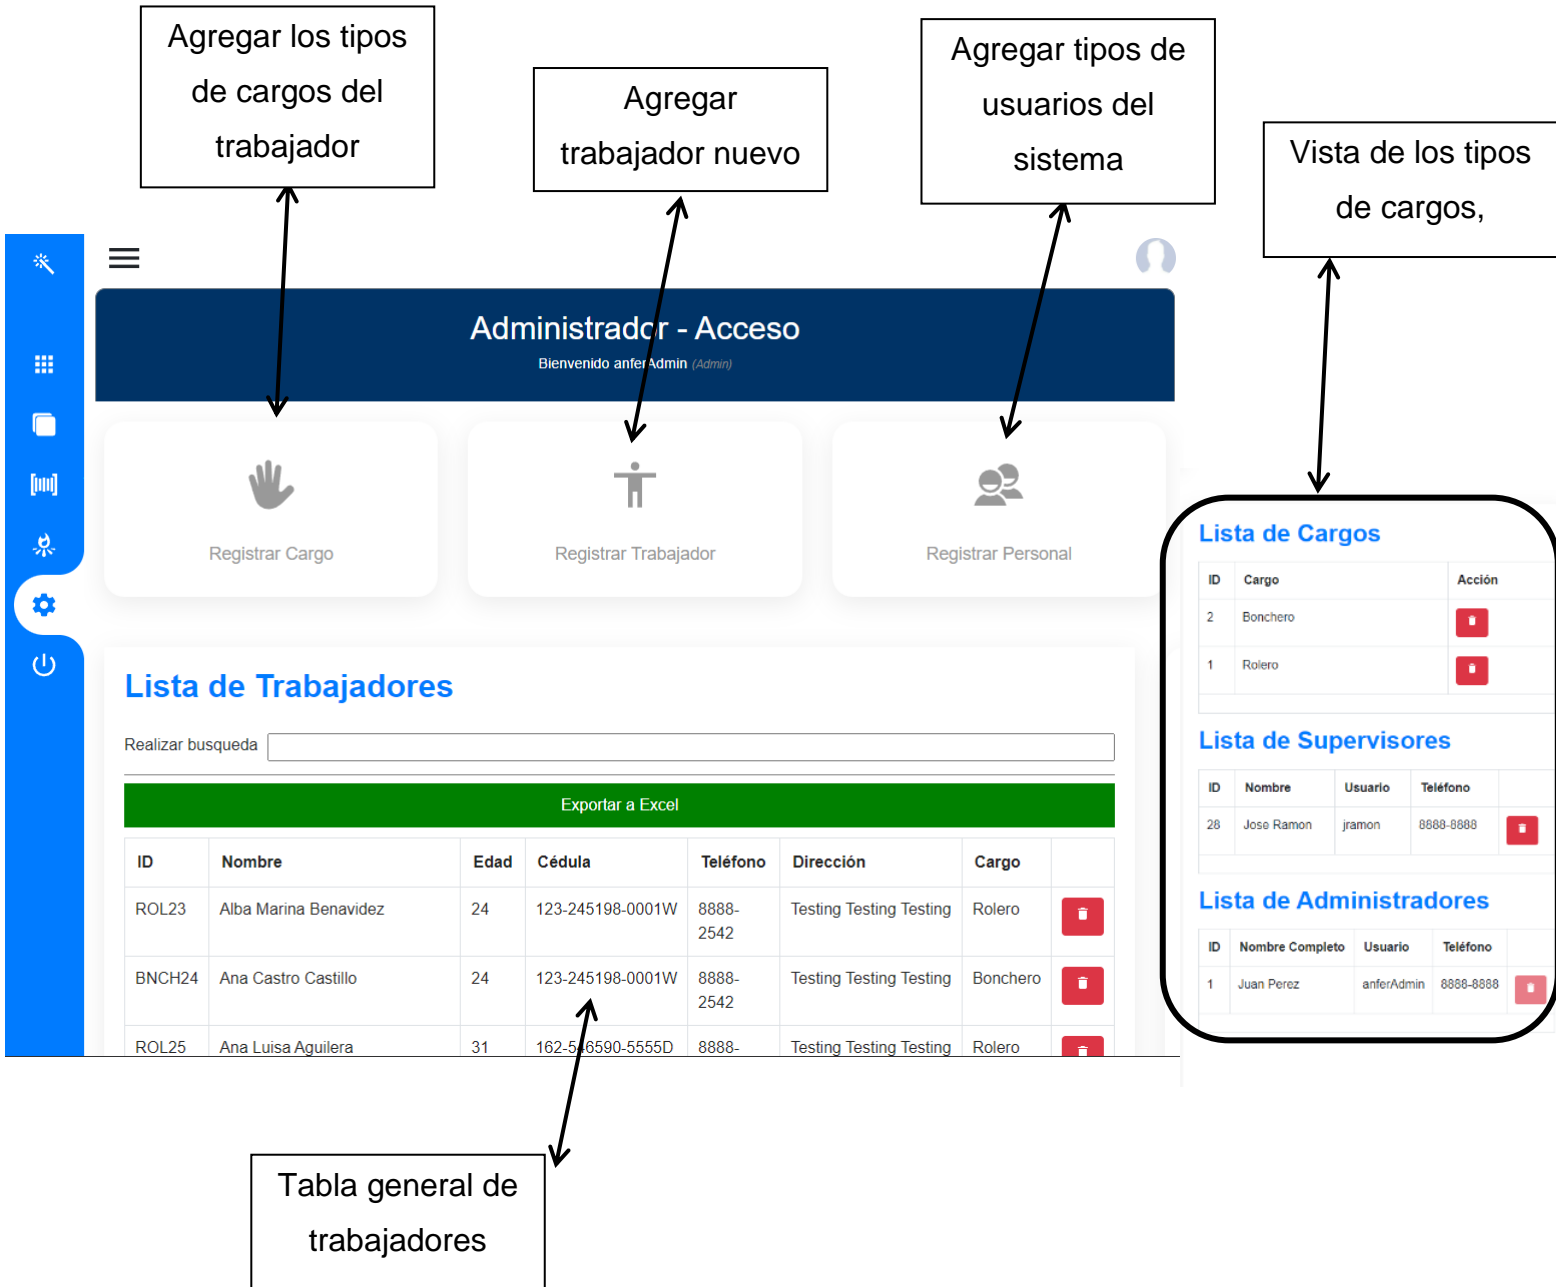 Agregar los tipos
de cargos del
trabajador
Agregar
trabajador nuevo
Agregar tipos de
usuarios del
sistema
Vista de los tipos
de cargos,
Administrador - Acceso
Bienvenido anferAdmin (Admin)
Registrar Cargo
Registrar Trabajador
Registrar Personal
Lista de Trabajadores
Realizar busqueda
Exportar a Excel
ID Nombre Edad Cédula Teléfono Dirección Cargo
ROL23 Alba Marina Benavidez 24 123-245198-0001W 8888-2542 Testing Testing Testing Rolero
BNCH24 Ana Castro Castillo 24 123-245198-0001W 8888-2542 Testing Testing Testing Bonchero
ROL25 Ana Luisa Aguilera 31 162-546590-5555D 8888- Testing Testing Testing Rolero
Lista de Cargos
ID Cargo Acción
2 Bonchero
1 Rolero
Lista de Supervisores
ID Nombre Usuario Teléfono
28 Jose Ramon jramon 8888-8888
Lista de Administradores
ID Nombre Completo Usuario Teléfono
1 Juan Perez anferAdmin 8888-8888
Tabla general de
trabajadores